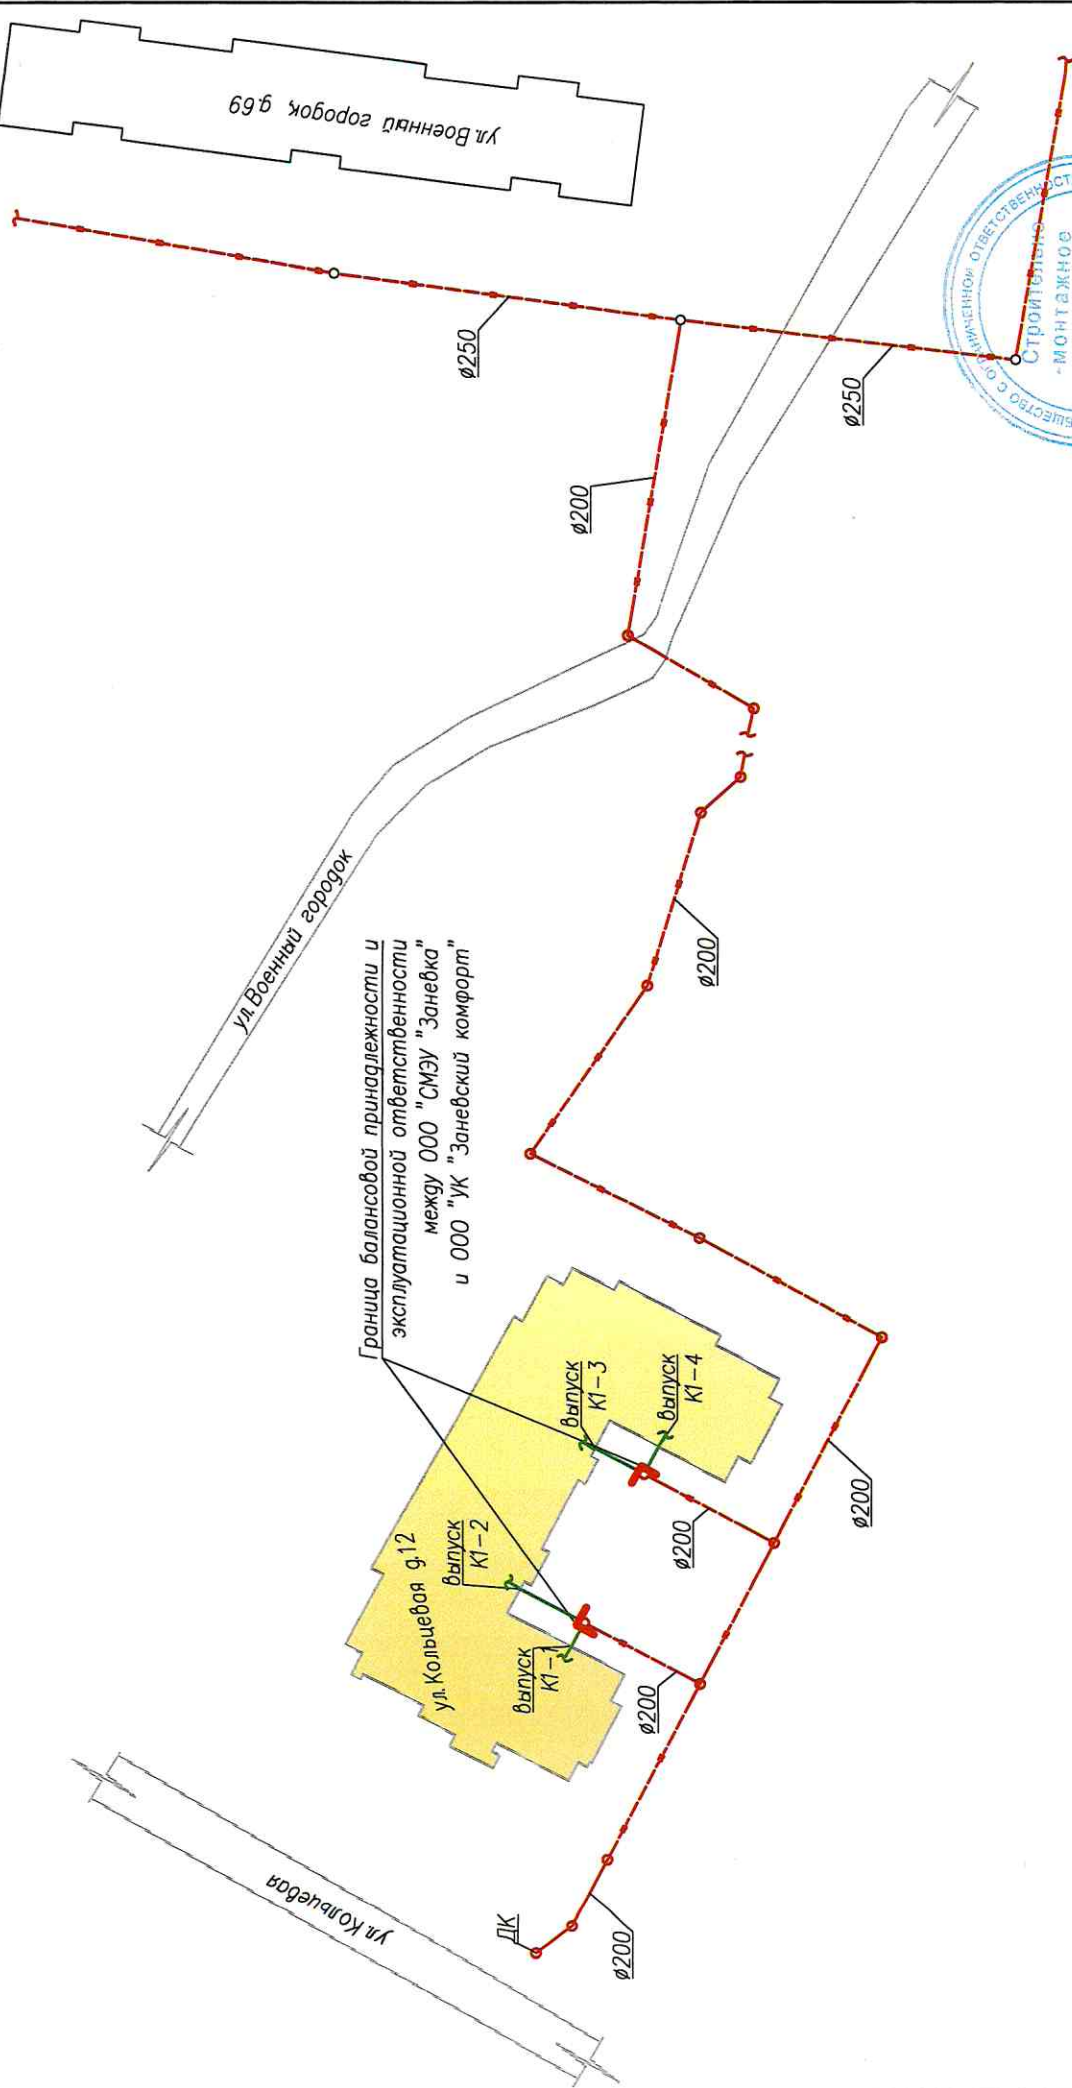 ул.Военный городок, д.69
ø250
ø250
ø200
ул.Военный городок
ø200
Граница балансовой принадлежности и
эксплуатационной ответственности
между ООО "СМЭУ "Заневка"
и ООО "УК "Заневский комфорт"
выпуск
К1-3
выпуск
К1-4
выпуск
К1-2
выпуск
К1-1
ул.Кольцевая д.12
ø200
ø200
ø200
ул.Кольцевая
ДК
ø200
С ОГРАНИЧЕННОЙ
Строительно
-монтажное